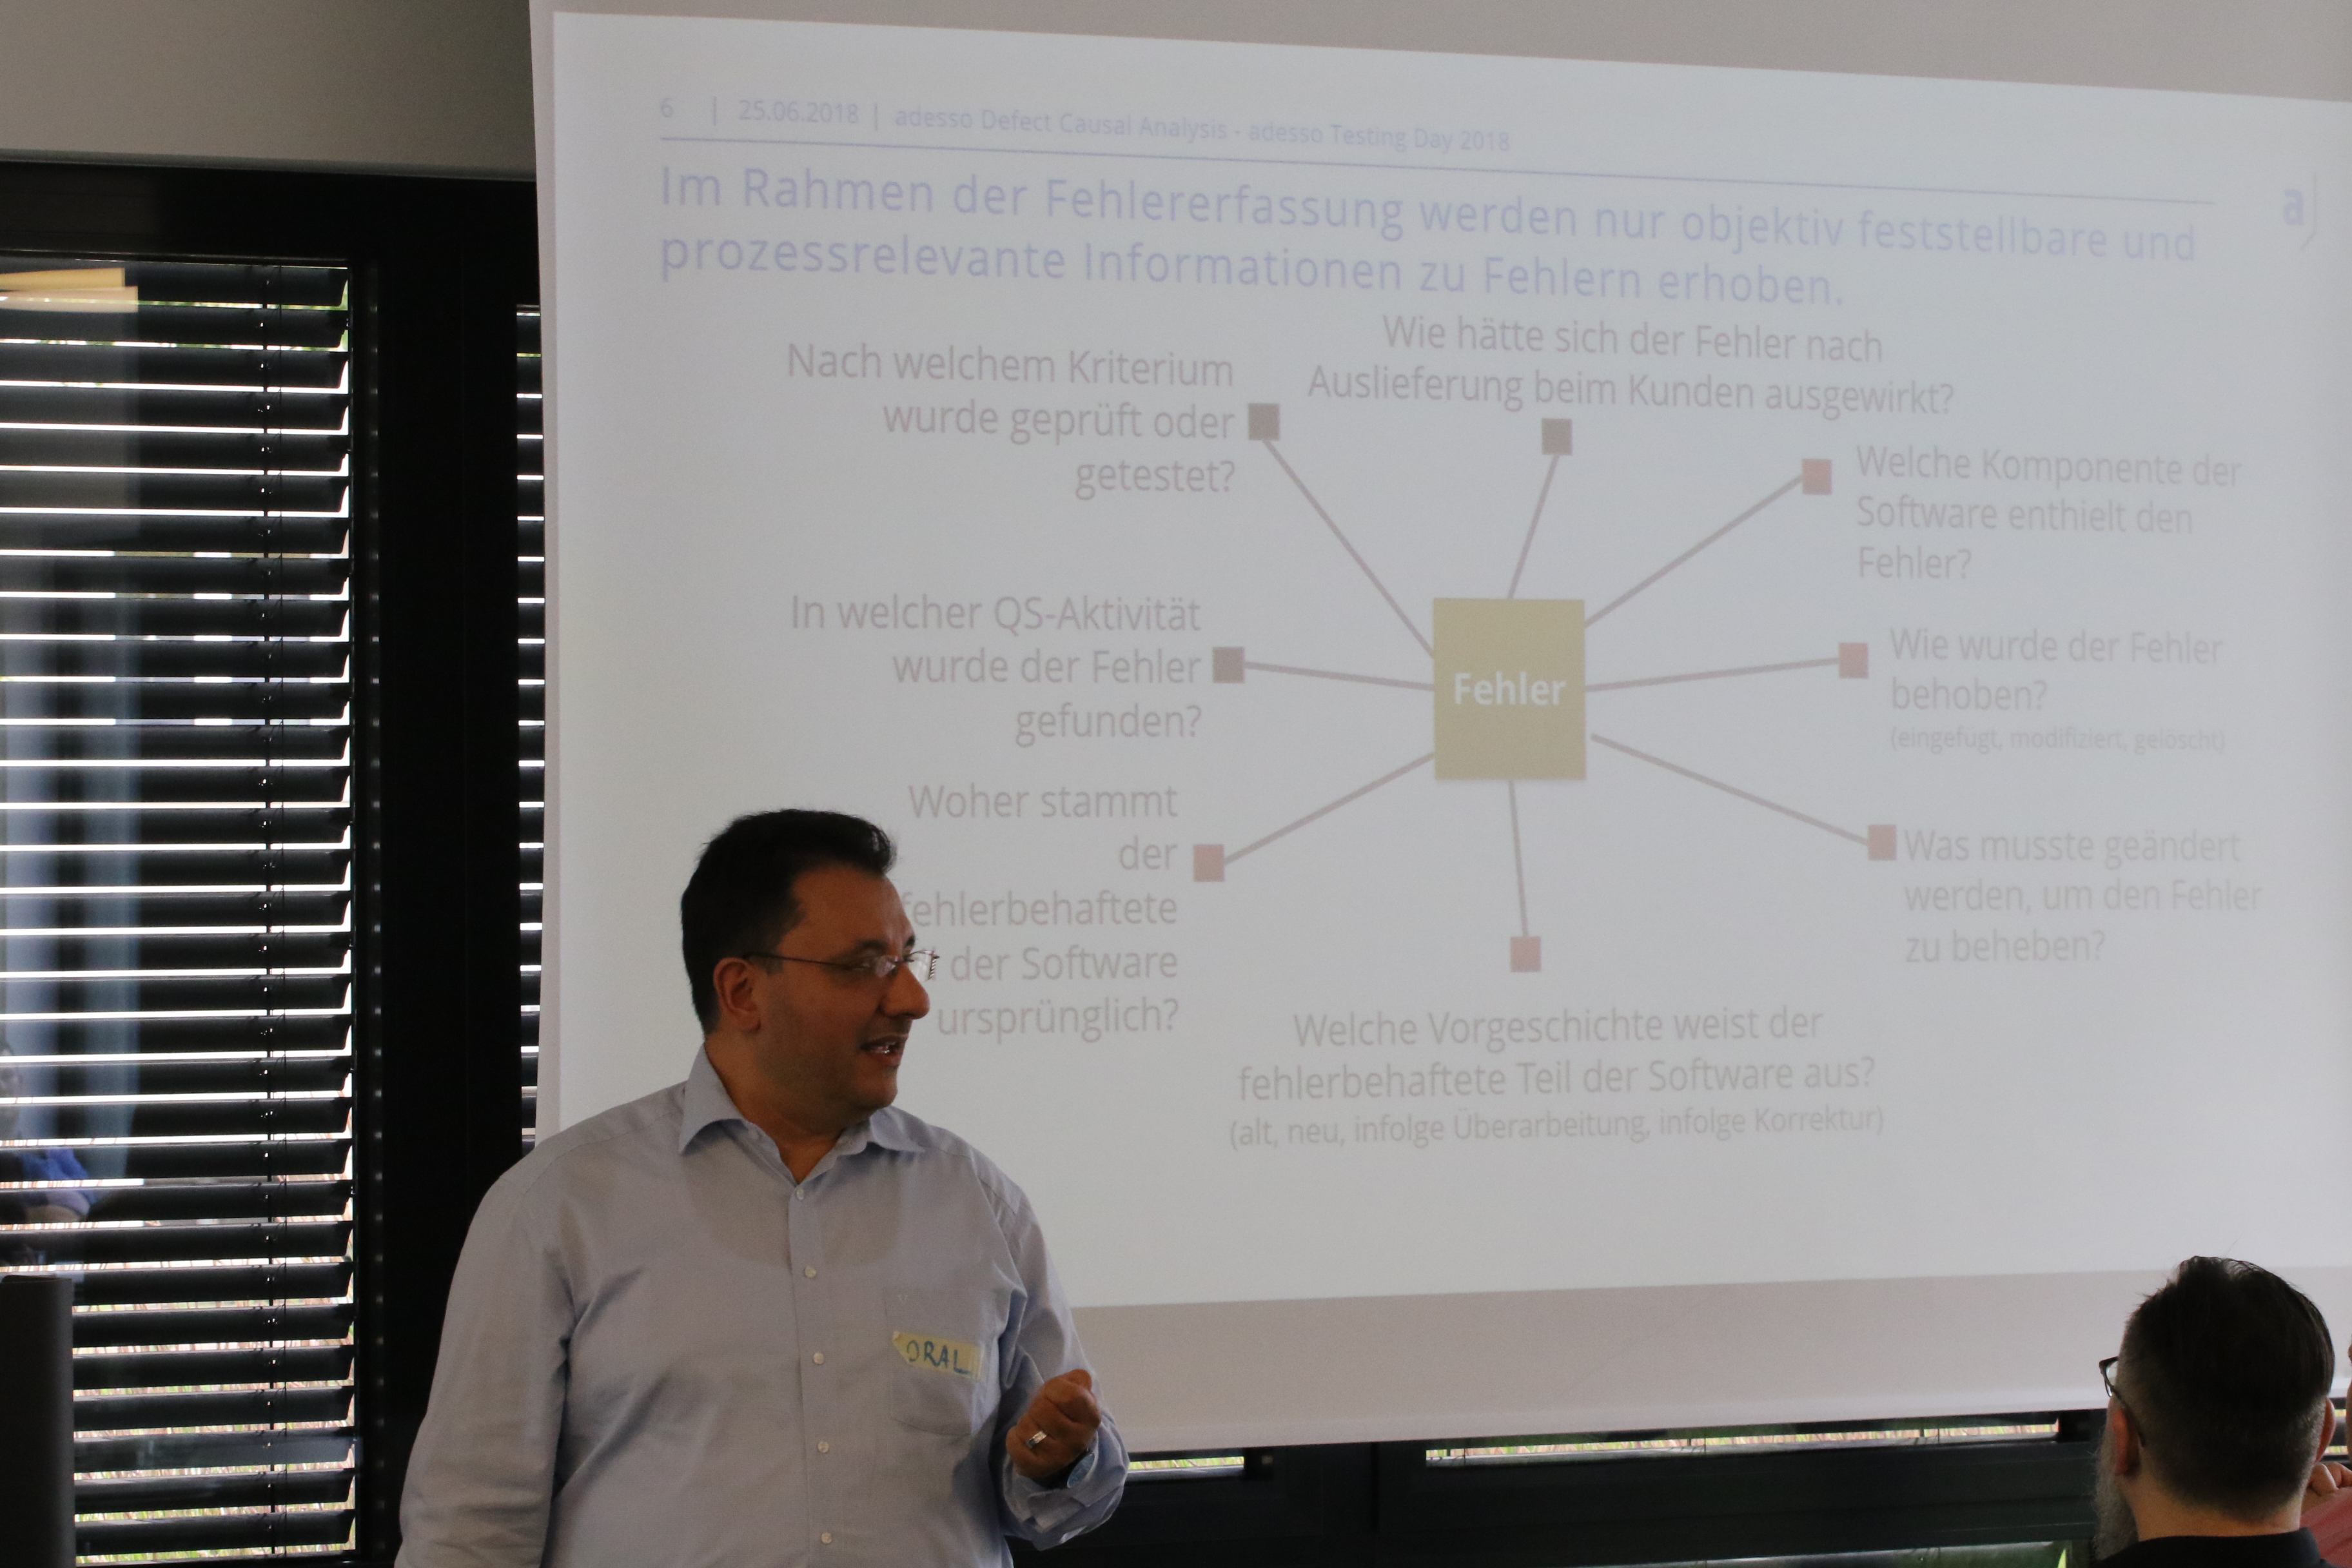 6 | 25.06.2018 | adesso Defect Causal Analysis - adesso Testing Day 2018
a
Im Rahmen der Fehlererfassung werden nur objektiv feststellbare und
prozessrelevante Informationen zu Fehlern erhoben.
Nach welchem Kriterium
wurde geprüft oder
getestet?
Wie hätte sich der Fehler nach
Auslieferung beim Kunden ausgewirkt?
Welche Komponente der
Software enthielt den
Fehler?
In welcher QS-Aktivität
wurde der Fehler
gefunden?
Fehler
Wie wurde der Fehler
behoben?
(eingefügt, modifiziert, gelöscht)
Woher stammt
der
fehlerbehaftete
der Software
ursprünglich?
Was musste geändert
werden, um den Fehler
zu beheben?
Welche Vorgeschichte weist der
fehlerbehaftete Teil der Software aus?
(alt, neu, infolge Überarbeitung, infolge Korrektur)
ORAL